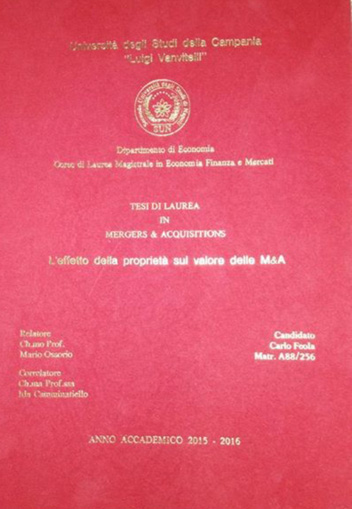 Università degli Studi della Campania
"Luigi Vanvitelli"
SUN
Dipartimento di Economia
Corso di Laurea Magistrale in Economia Finanza e Mercati
TESI DI LAUREA
IN
MERGERS & ACQUISITIONS
L'effetto della proprietà sul valore delle M&A
Relatore
Ch.mo Prof.
Mario Ossorio
Candidato
Carlo Feola
Matr. A88/256
Correlatore
Ch.ma Prof.ssa
Ida Camminatiello
ANNO ACCADEMICO 2015 - 2016